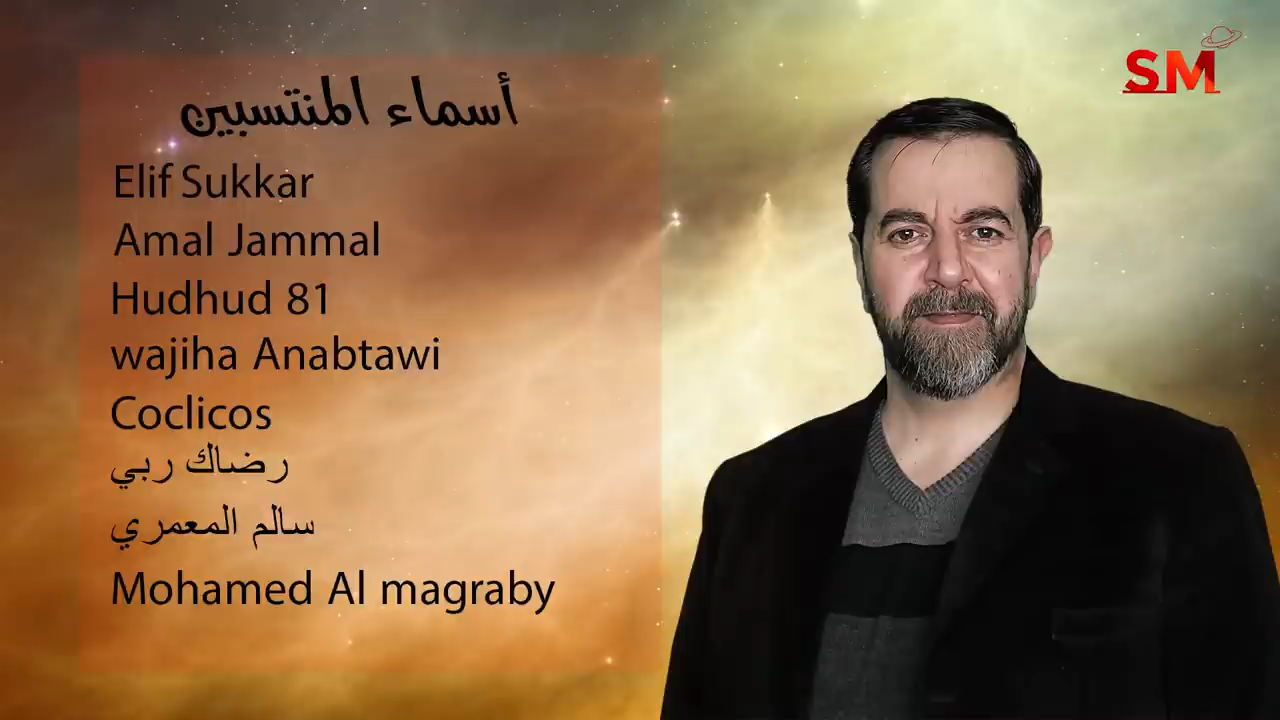 SM
أسماء المنتسبين
Elif Sukkar
Amal Jammal
Hudhud 81
wajiha Anabtawi
Coclicos
رضاك ربي
سالم المعمري
Mohamed Al magraby